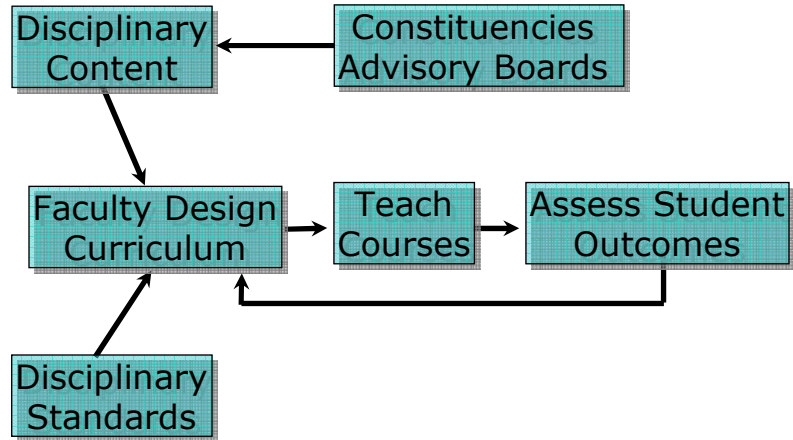 Disciplinary
Content
Constituencies
Advisory Boards
Faculty Design
Curriculum
Teach
Courses
Assess Student
Outcomes
Disciplinary
Standards